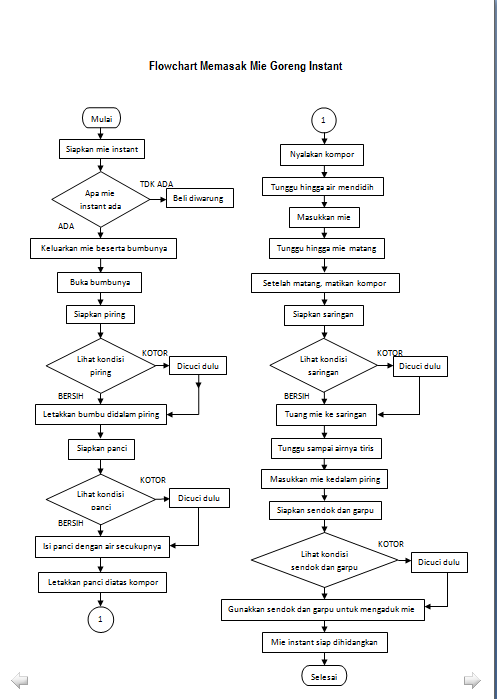 Flowchart Memasak Mie Goreng Instant
Mulai
Siapkan mie instant
Apa mie
instant ada
TDK ADA
Beli diwarung
ADA
Keluarkan mie beserta bumbunya
Buka bumbunya
Siapkan piring
Lihat kondisi
piring
KOTOR
Dicuci dulu
BERSIH
Letakkan bumbu didalam piring
Siapkan panci
Lihat kondisi
panci
KOTOR
Dicuci dulu
BERSIH
Isi panci dengan air secukupnya
Letakkan panci diatas kompor
1
1
Nyalakan kompor
Tunggu hingga air mendidih
Masukkan mie
Tunggu hingga mie matang
Setelah matang, matikan kompor
Siapkan saringan
Lihat kondisi
saringan
KOTOR
Dicuci dulu
BERSIH
Tuang mie ke saringan
Tunggu sampai airnya tiris
Masukkan mie kedalam piring
Siapkan sendok dan garpu
Lihat kondisi
sendok dan garpu
KOTOR
Dicuci dulu
Gunakkan sendok dan garpu untuk mengaduk mie
Mie instant siap dihidangkan
Selesai